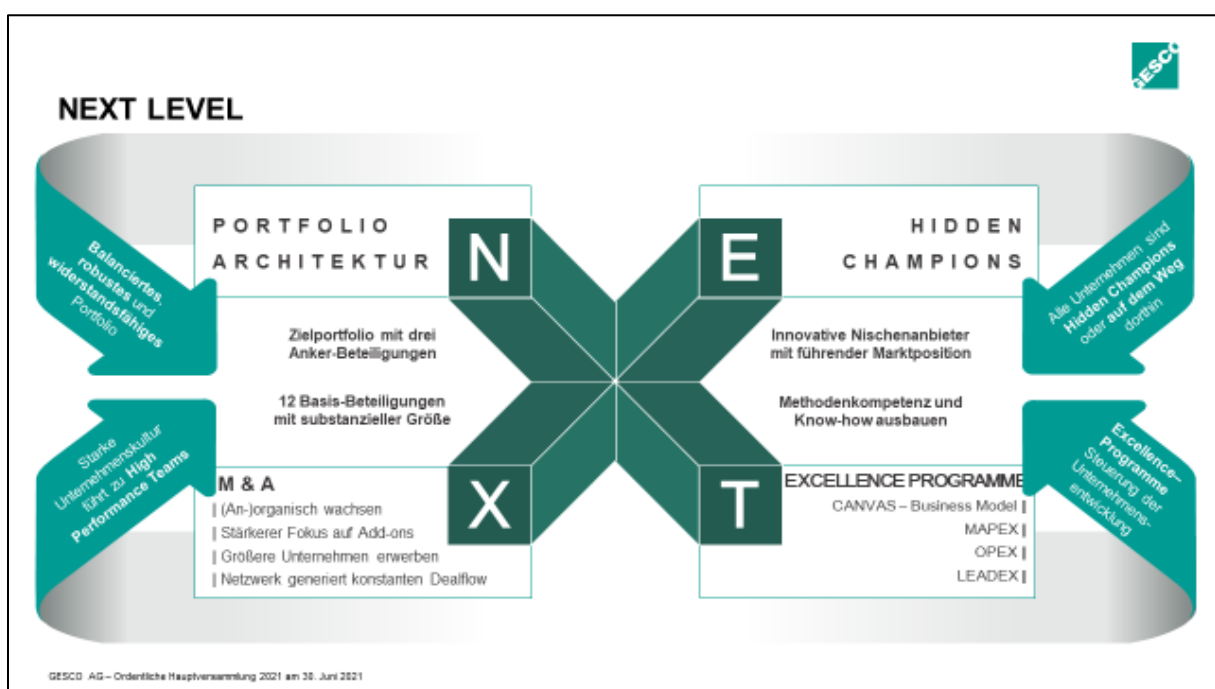 GESCO
NEXT LEVEL
Balanciertes,
robustes und
widerstandsfähiges
Portfolio
PORTFOLIO
ARCHITEKTUR
N
Zielportfolio mit drei
Anker-Beteiligungen
12 Basis-Beteiligungen
mit substanzieller Größe
E
HIDDEN
CHAMPIONS
Innovative Nischenanbieter
mit führender Marktposition
Methodenkompetenz und
Know-how ausbauen
Alle Unternehmen sind
Hidden Champions
oder auf dem Weg
dorthin
Starke
Unternehmenskultur
führt zu High
Performance Teams
M & A
| (An-)organisch wachsen
| Stärkerer Fokus auf Add-ons
| Größere Unternehmen erwerben
| Netzwerk generiert konstanten Dealflow
X
T
EXCELLENCE PROGRAMME
CANVAS – Business Model |
MAPEX |
OPEX |
LEADEX |
Excellence–
Programme
Steuerung der
Unternehmens-
entwicklung
GESCO AG – Ordentliche Hauptversammlung 2021 am 30. Juni 2021